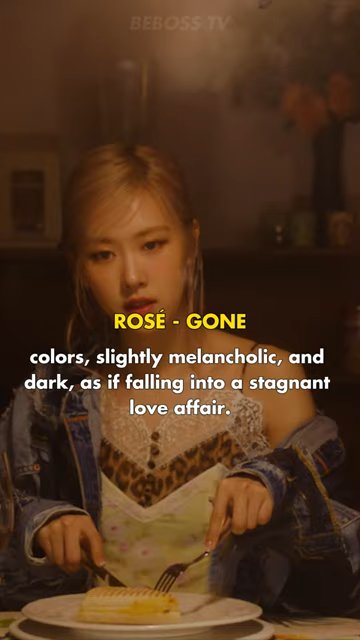 BEBOSS TV
ROSÉ - GONE
colors, slightly melancholic, and
dark, as if falling into a stagnant
love affair.